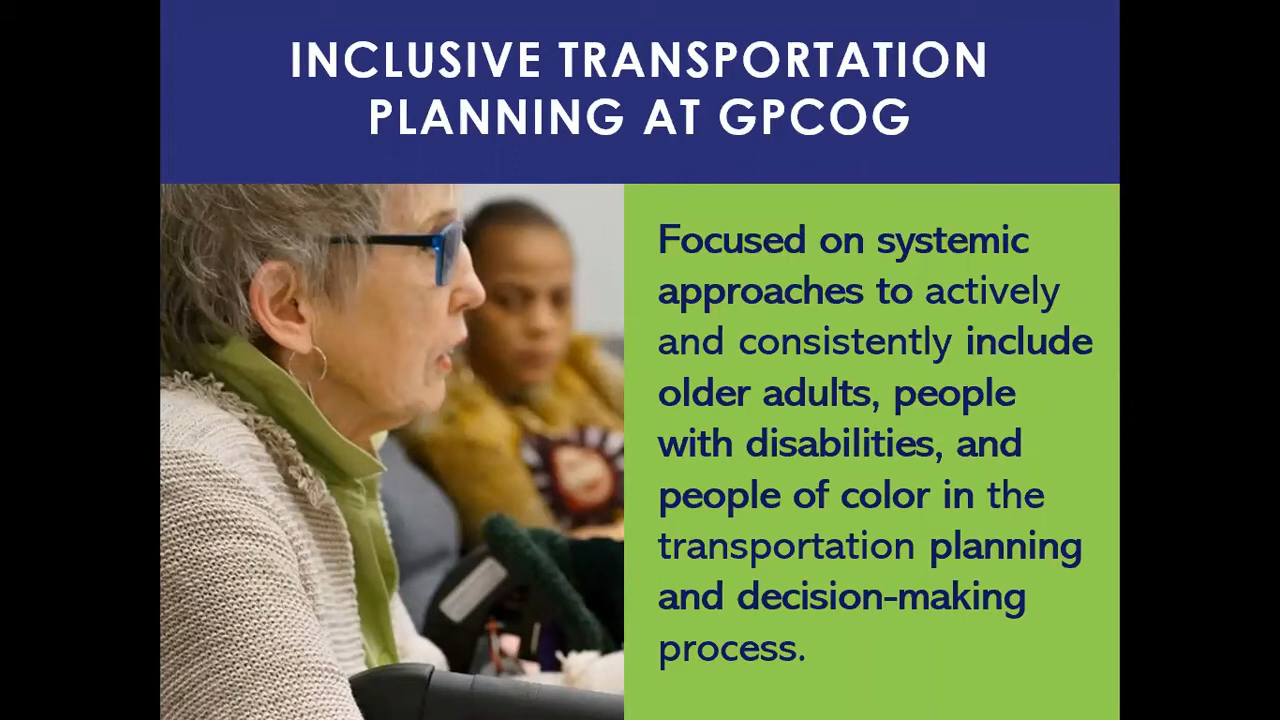 INCLUSIVE TRANSPORTATION
PLANNING AT GPCOG
Focused on systemic
approaches to actively
and consistently include
older adults, people
with disabilities, and
people of color in the
transportation planning
and decision-making
process.